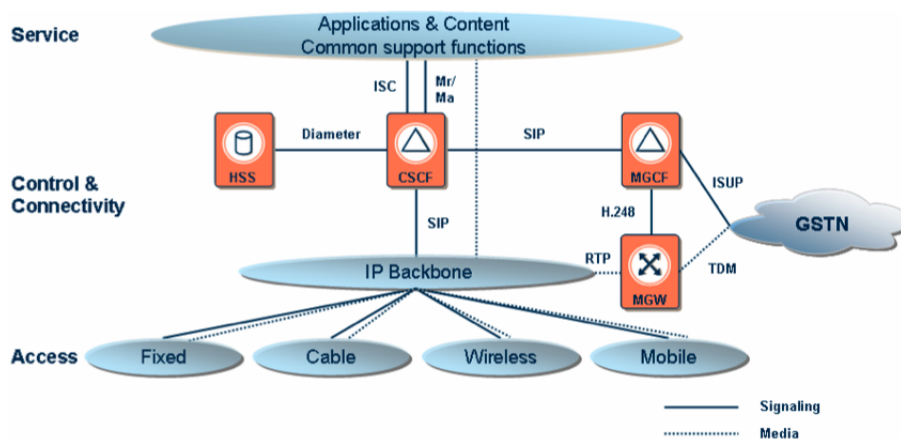 Service
Applications & Content
Common support functions
ISC
Mr/
Ma
Diameter
SIP
HSS
CSCF
MGCF
ISUP
Control &
Connectivity
H.248
GSTN
SIP
RTP
TDM
IP Backbone
MGW
Access
Fixed
Cable
Wireless
Mobile
Signaling
Media